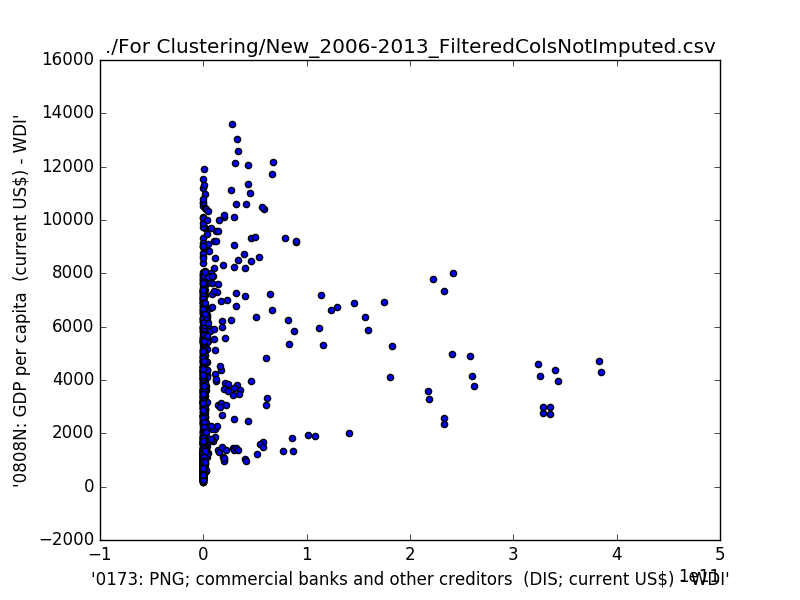 ./For Clustering/New_2006-2013_FilteredColsNotImputed.csv
16000
14000
12000
10000
8000
6000
4000
2000
0
−2000
'0808N: GDP per capita  (current US$) - WDI'
−1 0 1 2 3 4 5
1e11
'0173: PNG; commercial banks and other creditors  (DIS; current US$) - WDI'